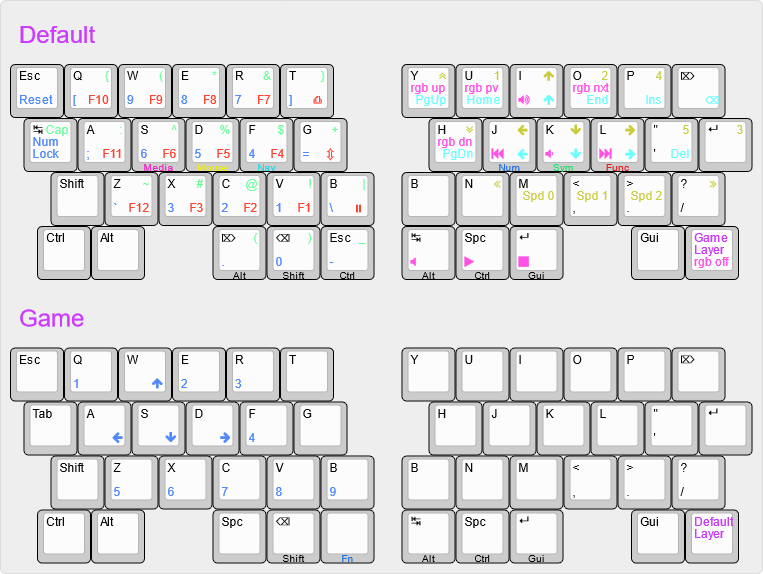 Default
Esc Q { W ( E * R & T }
Reset [ F10 9 F9 8 F8 7 F7 ]
Y U 1 I O 2 P 4 ⌦
rgb up rgb pv rgb nxt
PgUp Home End Ins ⌫
↹ Cap A : S ^ D % F $ G +
Num
Lock ; F11 6 F6 5 F5 4 F4 = ⇳
Media Mouse Nav
H J ← K ↓ L → " 5 ↵ 3
rgb dn
PgDn ' Del
Num Sym Func
Shift Z ~ X # C @ V ! B |
` F12 3 F3 2 F2 1 F1 \
B N « M < > ? »
Spd 0 Spd 1 Spd 2
, . /
Ctrl Alt ⌦ ( ⌫ ) Esc _
. 0 -
Alt Shift Ctrl
↹ Spc ↵ Gui Game
Layer
rgb off
Alt Ctrl Gui
Game
Esc Q W E R T
1 ↑ 2 3
Y U I O P ⌦
Tab A S D F G
← ↓ → 4
H J K L " ↵
'
Shift Z X C V B
5 6 7 8 9
B N M < > ?
, . /
Ctrl Alt Spc ⌫
Shift Fn
↹ Spc ↵ Gui Default
Layer
Alt Ctrl Gui